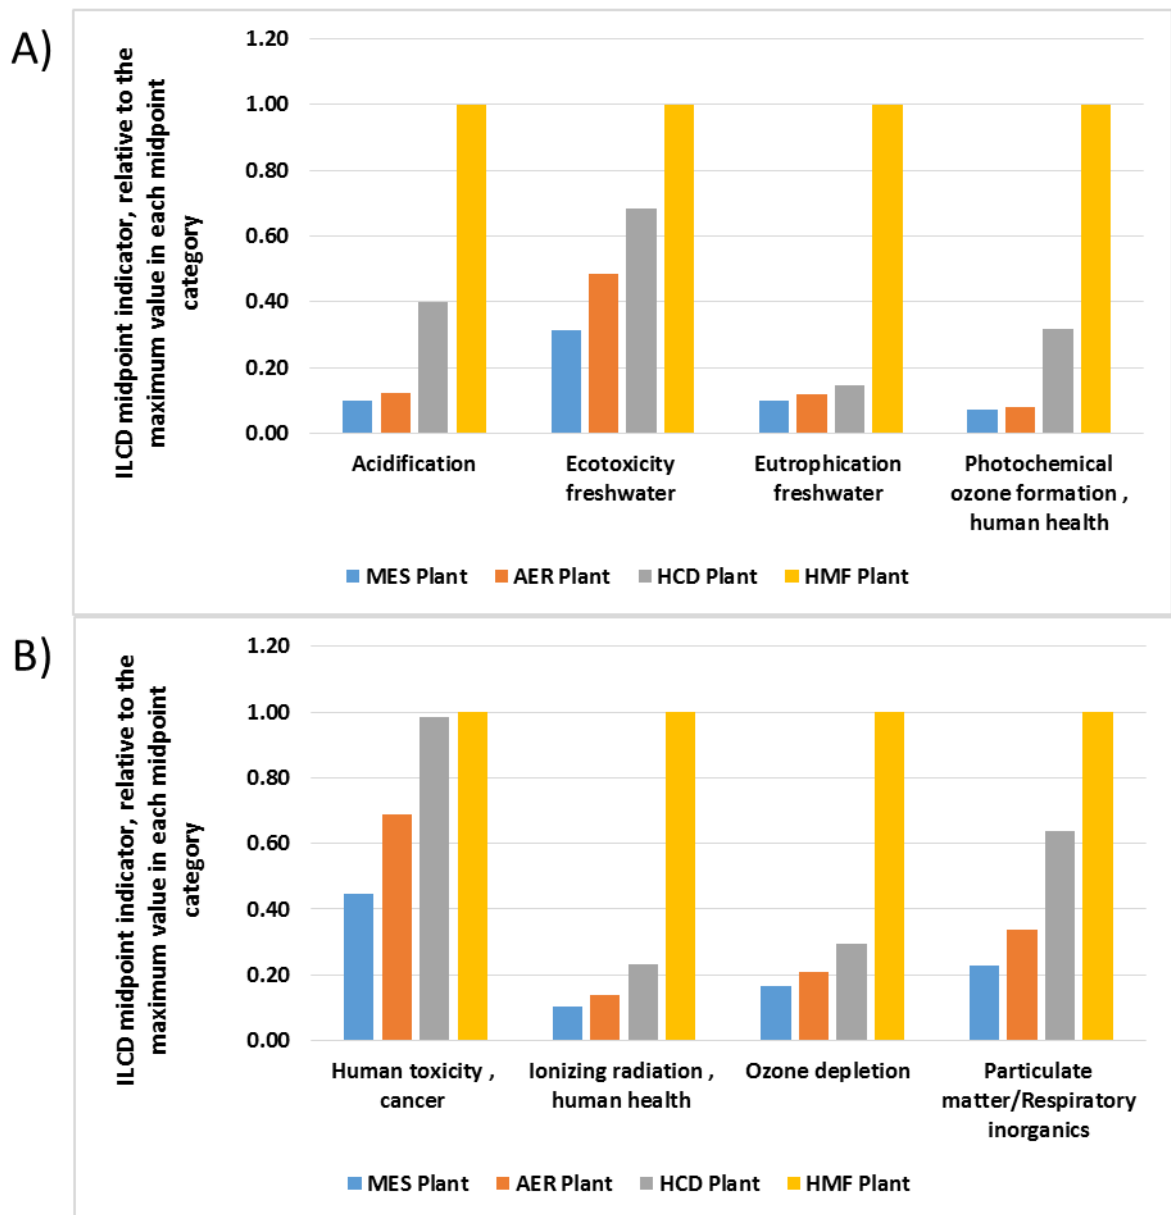 A)
ILCD midpoint indicator, relative to the
maximum value in each midpoint
category
1.20
1.00
0.80
0.60
0.40
0.20
0.00
Acidification
Ecotoxicity
freshwater
Eutrophication
freshwater
Photochemical
ozone formation ,
human health
MES Plant AER Plant HCD Plant HMF Plant
B)
ILCD midpoint indicator, relative to the
maximum value in each midpoint
category
1.20
1.00
0.80
0.60
0.40
0.20
0.00
Human toxicity ,
cancer
Ionizing radiation ,
human health
Ozone depletion
Particulate
matter/Respiratory
inorganics
MES Plant AER Plant HCD Plant HMF Plant